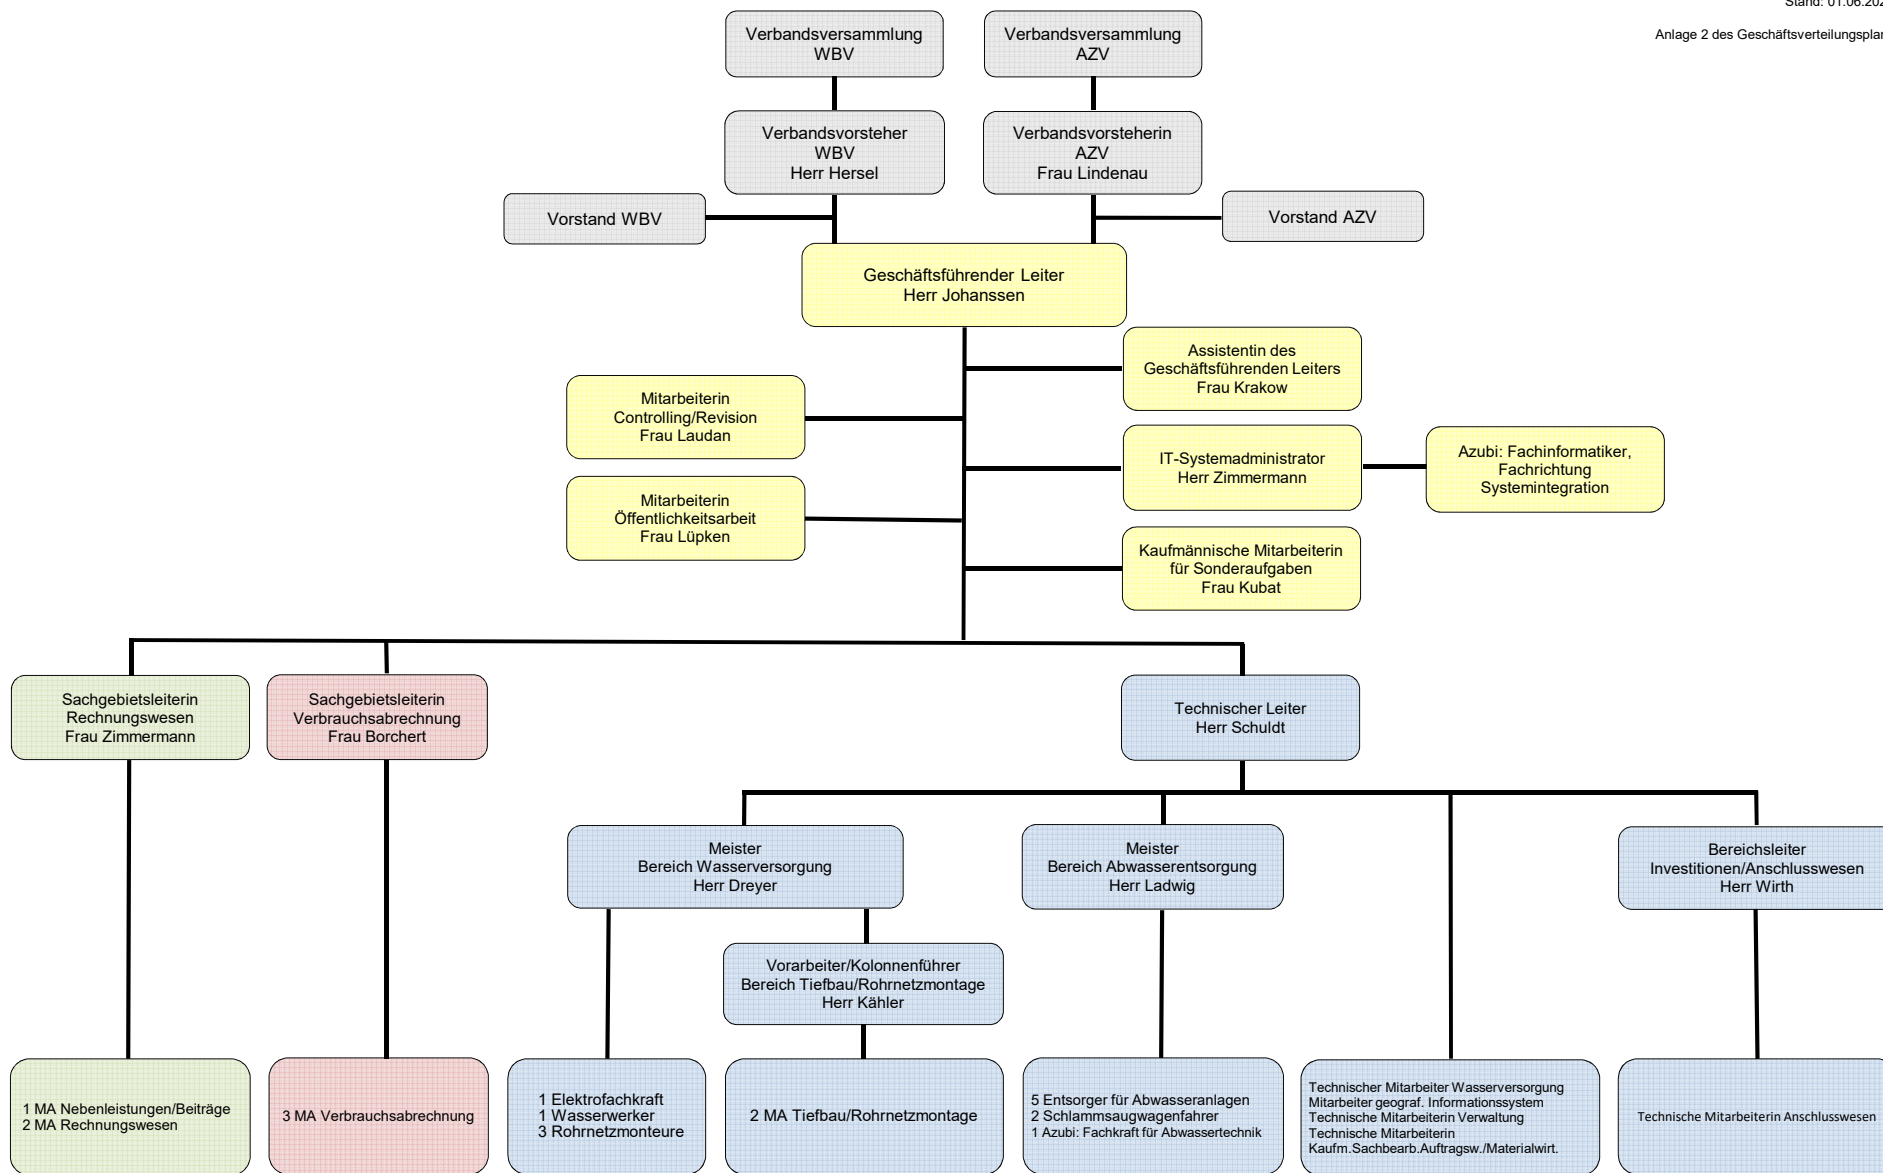 Stand: 01.06.202
Anlage 2 des Geschäftsverteilungsplan
Verbandsversammlung
WBV
Verbandsversammlung
AZV
Verbandsvorsteher
WBV
Herr Hersel
Verbandsvorsteherin
AZV
Frau Lindenau
Vorstand WBV
Vorstand AZV
Geschäftsführender Leiter
Herr Johanssen
Assistentin des
Geschäftsführenden Leiters
Frau Krakow
Mitarbeiterin
Controlling/Revision
Frau Laudan
IT-Systemadministrator
Herr Zimmermann
Azubi: Fachinformatiker,
Fachrichtung
Systemintegration
Mitarbeiterin
Öffentlichkeitsarbeit
Frau Lüpken
Kaufmännische Mitarbeiterin
für Sonderaufgaben
Frau Kubat
Sachgebietsleiterin
Rechnungswesen
Frau Zimmermann
Sachgebietsleiterin
Verbrauchsabrechnung
Frau Borchert
Technischer Leiter
Herr Schuldt
Meister
Bereich Wasserversorgung
Herr Dreyer
Meister
Bereich Abwasserentsorgung
Herr Ladwig
Bereichsleiter
Investitionen/Anschlusswesen
Herr Wirth
Vorarbeiter/Kolonnenführer
Bereich Tiefbau/Rohrnetzmontage
Herr Kähler
1 MA Nebenleistungen/Beiträge
2 MA Rechnungswesen
3 MA Verbrauchsabrechnung
1 Elektrofachkraft
1 Wasserwerker
3 Rohrnetzmonteure
2 MA Tiefbau/Rohrnetzmontage
5 Entsorger für Abwasseranlagen
2 Schlammsaugwagenfahrer
1 Azubi: Fachkraft für Abwassertechnik
Technischer Mitarbeiter Wasserversorgung
Mitarbeiter geograf. Informationssystem
Technische Mitarbeiterin Verwaltung
Technische Mitarbeiterin
Kaufm.Sachbearb.Auftragsw./Materialwirt.
Technische Mitarbeiterin Anschlusswesen